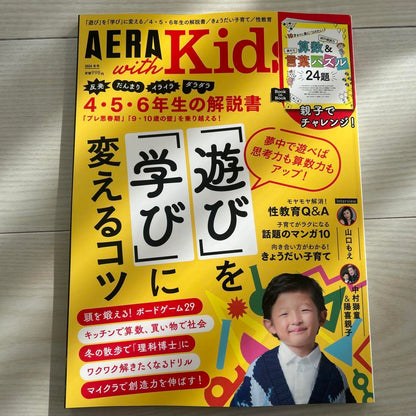 「遊び」を「学び」に変える／4・5・6年生の解説書／きょうだい子育て／性教育
AERA with Kids
親子でチャレンジ！
算数&
言葉パズル
24題
Book in Book
反発 だんまり イライラ ダラダラ
4・5・6年生の解説書
「プレ思春期」「9・10歳の壁」を乗り越える！
夢中で遊べば
思考力も算数力も
アップ！
「遊び」を
「学び」に
変えるコツ
モヤモヤ解消！
性教育Q&A
子育てがラクになる
話題のマンガ10
向き合い方がわかる！
きょうだい子育て
Interview
山口もえ
中村獅童
&陽喜親子
頭を鍛える！ボードゲーム29
キッチンで算数、買い物で社会
冬の散歩で「理科博士」に
ワクワク解きたくなるドリル
マイクラで創造力を伸ばす！